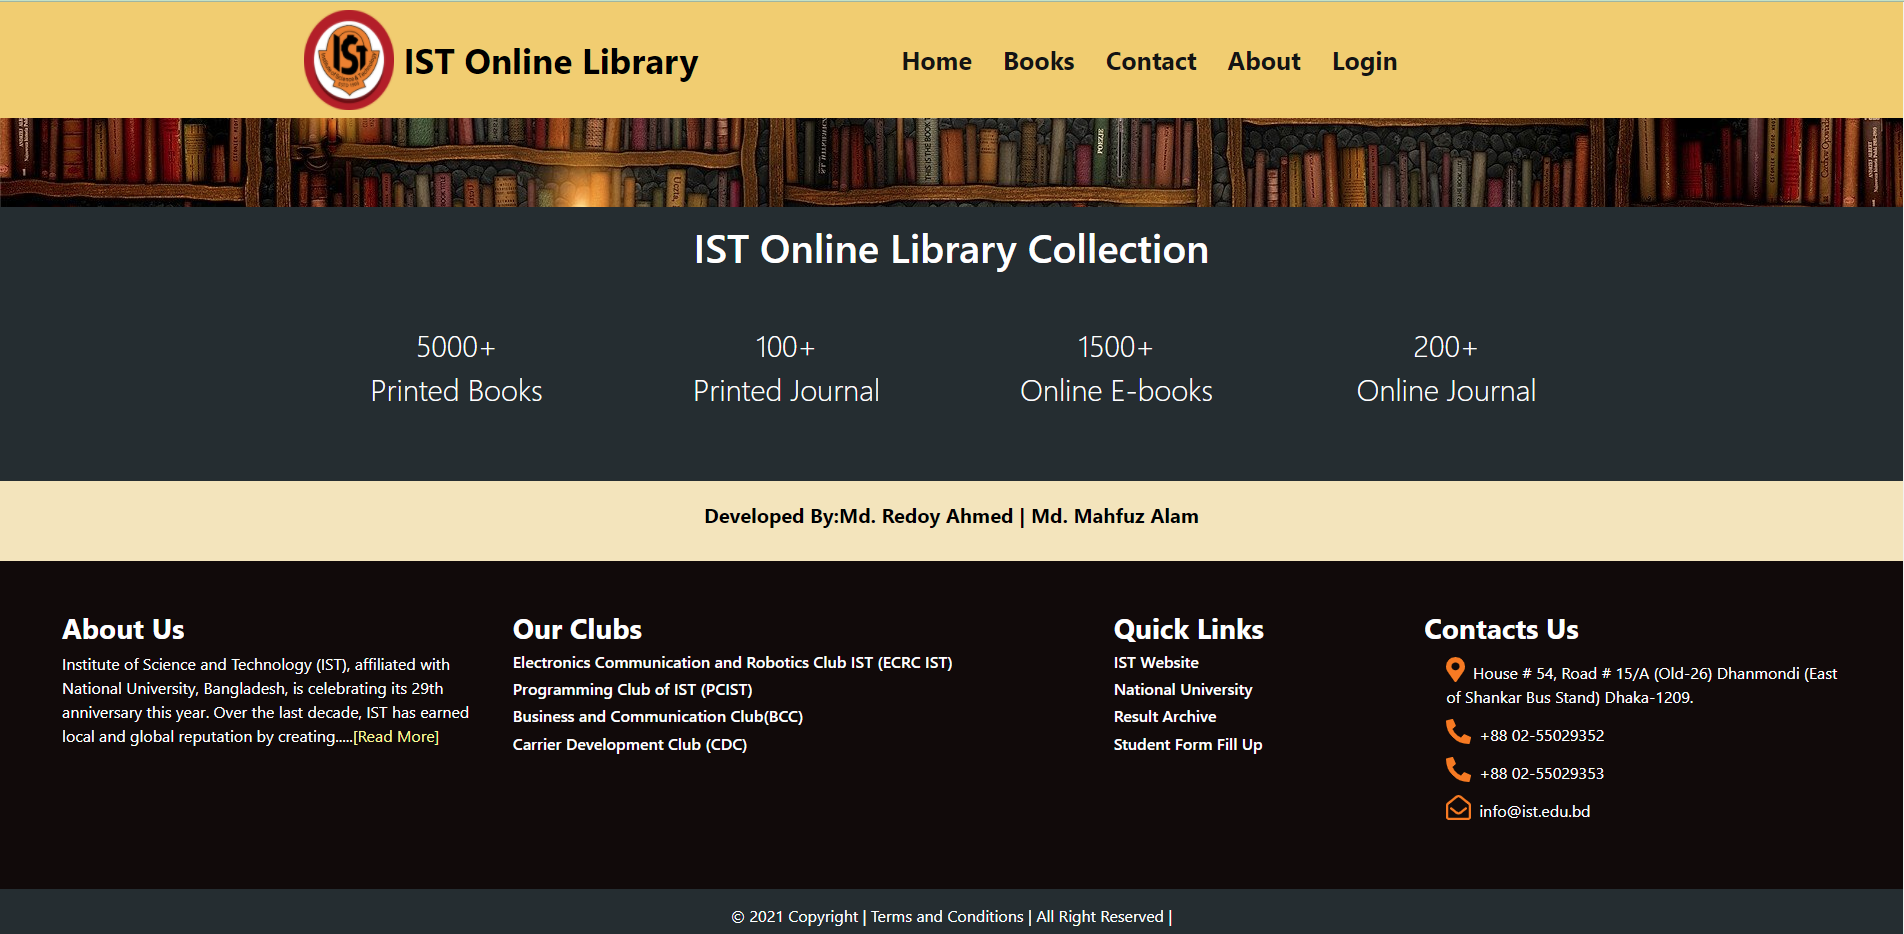 IST
IST Online Library
Home Books Contact About Login
THIS IS THE BOOK
POEZJE
IST Online Library Collection
5000+
Printed Books
100+
Printed Journal
1500+
Online E-books
200+
Online Journal
Developed By:Md. Redoy Ahmed | Md. Mahfuz Alam
About Us
Institute of Science and Technology (IST), affiliated with
National University, Bangladesh, is celebrating its 29th
anniversary this year. Over the last decade, IST has earned
local and global reputation by creating.....[Read More]
Our Clubs
Electronics Communication and Robotics Club IST (ECRC IST)
Programming Club of IST (PCIST)
Business and Communication Club(BCC)
Carrier Development Club (CDC)
Quick Links
IST Website
National University
Result Archive
Student Form Fill Up
Contacts Us
House # 54, Road # 15/A (Old-26) Dhanmondi (East
of Shankar Bus Stand) Dhaka-1209.
+88 02-55029352
+88 02-55029353
info@ist.edu.bd
© 2021 Copyright | Terms and Conditions | All Right Reserved |